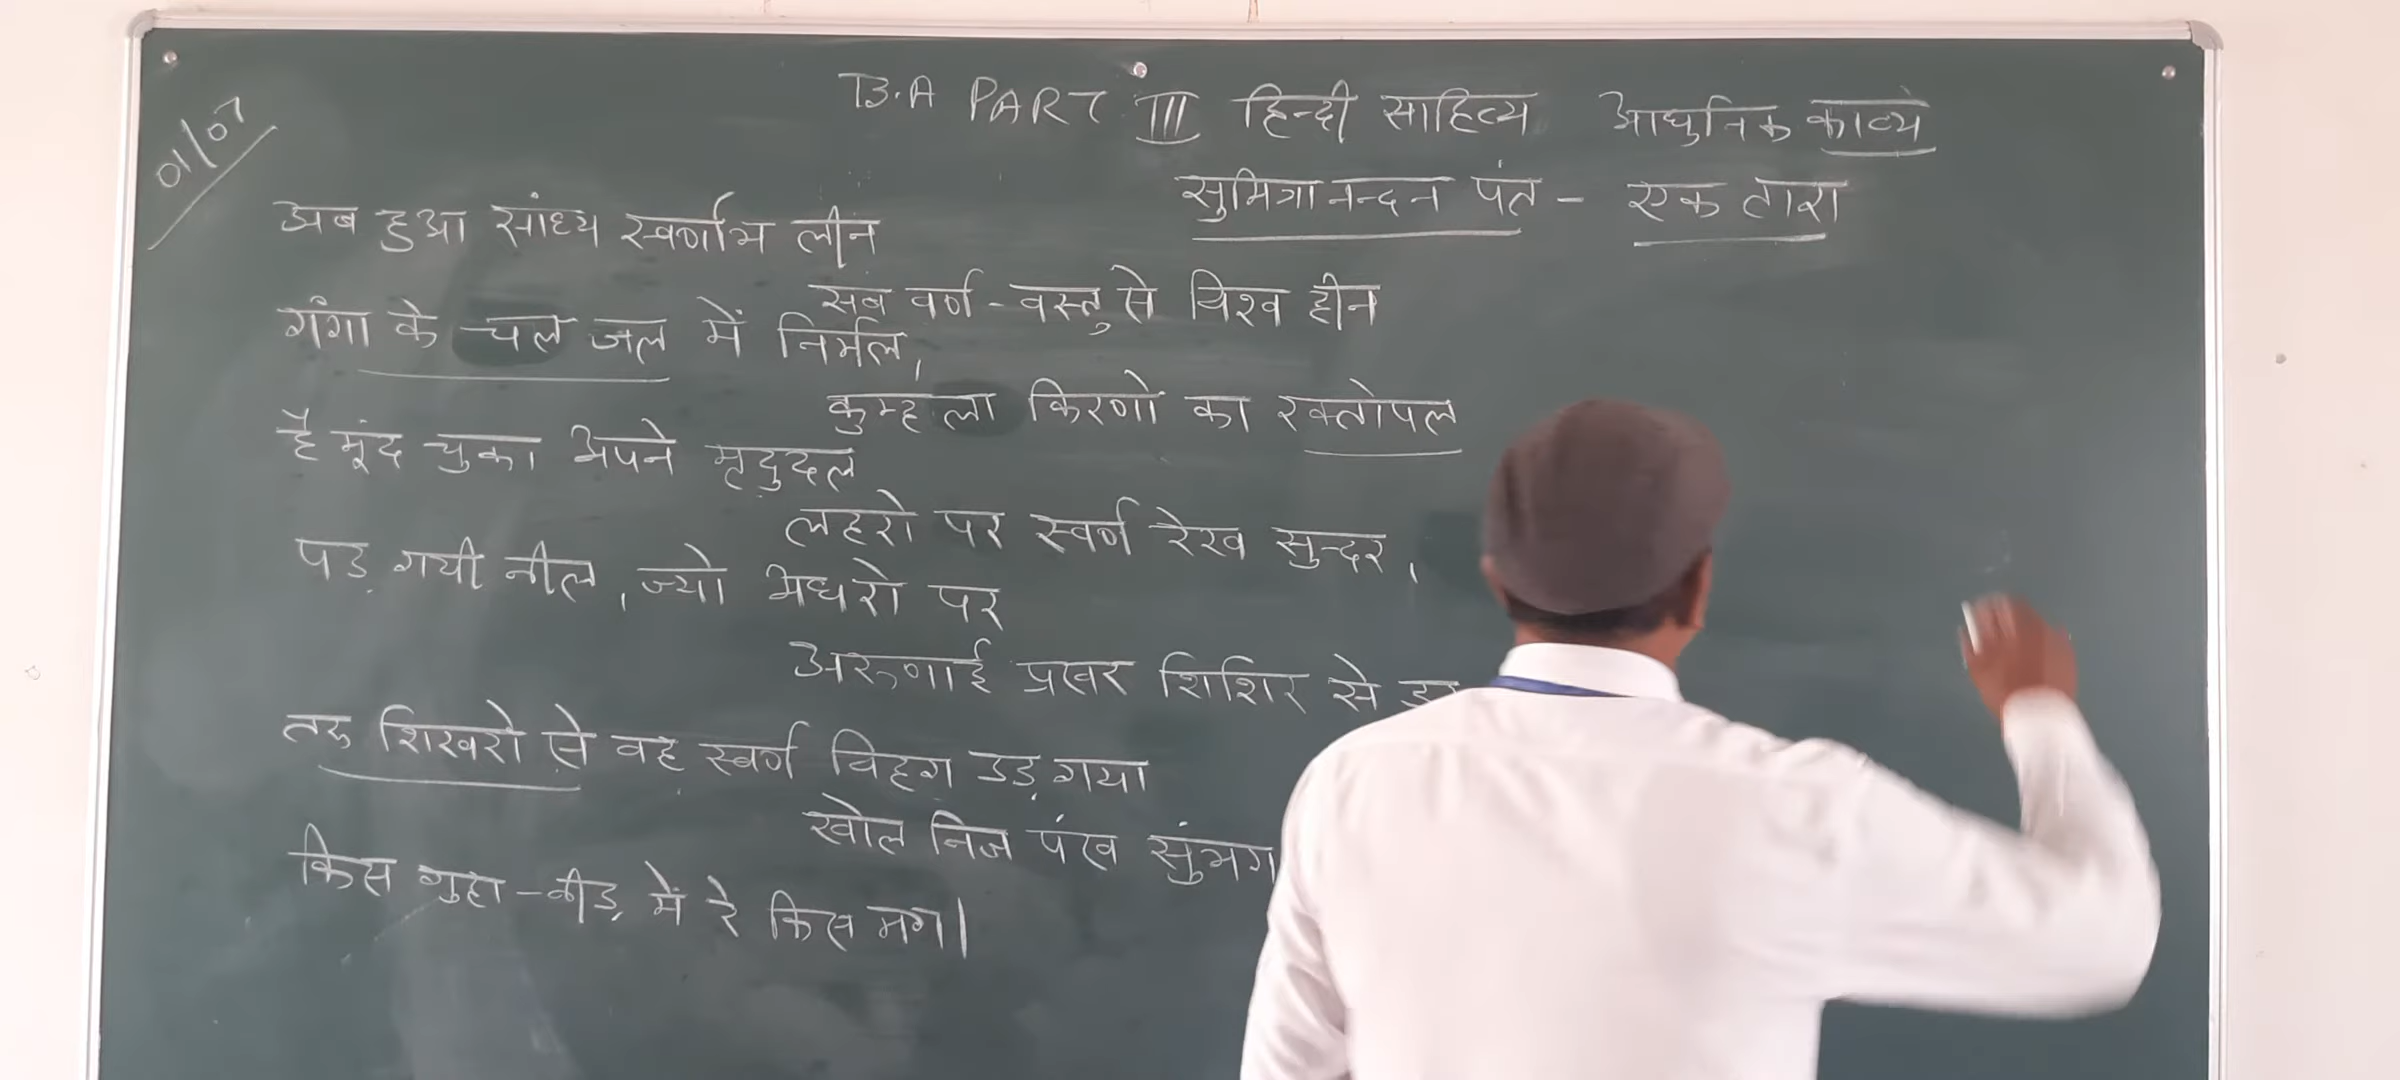 B.A PART III हिन्दी साहित्य आधुनिक काव्य
01/07
सुमित्रानन्दन पंत - एक तारा
अब हुआ सांध्य स्वर्णाभ लीन
सब वर्ण-वस्तु से विश्व हीन
गंगा के चल जल में निर्मल,
कुम्हला किरणों का रक्तोपल
है मूंद चुका अपने मृदुदल
लहरो पर स्वर्ण रेख सुन्दर,
पड़ गयी नील, ज्यो अधरो पर
अरुणाई प्रखर शिशिर से
तरु शिखरो से वह स्वर्ण विहग उड़ गया
खोल निज पंख सुंभग
किस गुहा-नीड़ में रे किस मग।